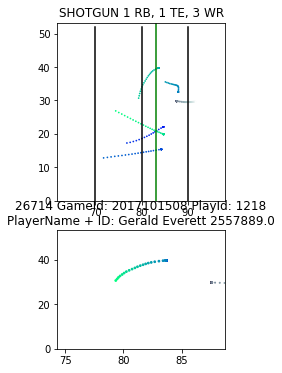 SHOTGUN 1 RB, 1 TE, 3 WR
50
40
30
20
10
0
70 80 90
26714 GameId: 2017101508 PlayId: 1218
PlayerName + ID: Gerald Everett 2557889.0
40
20
0
75 80 85